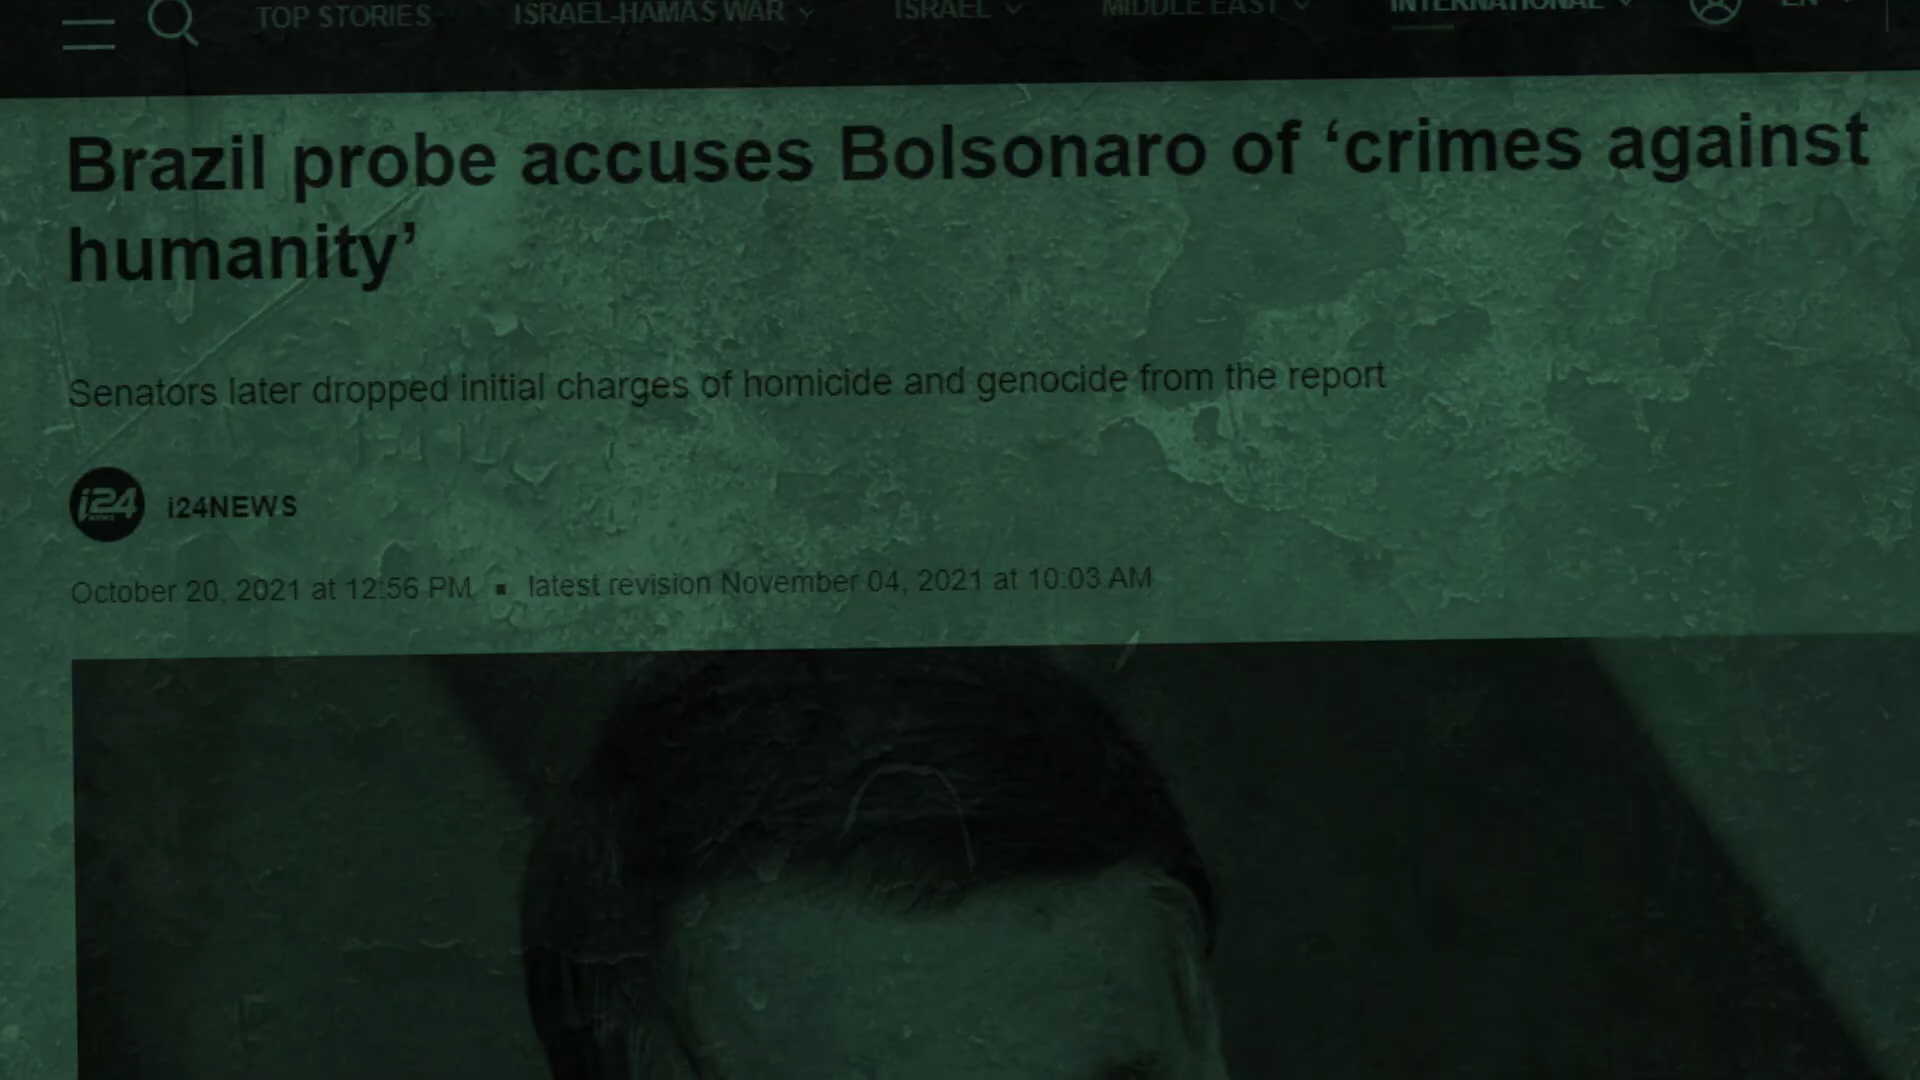 TOP STORIES ISRAEL-HAMAS WAR ISRAEL MIDDLE EAST INTERNATIONAL EN
Brazil probe accuses Bolsonaro of ‘crimes against
humanity’
Senators later dropped initial charges of homicide and genocide from the report
i24 i24NEWS
October 20, 2021 at 12:56 PM ▪ latest revision November 04, 2021 at 10:03 AM